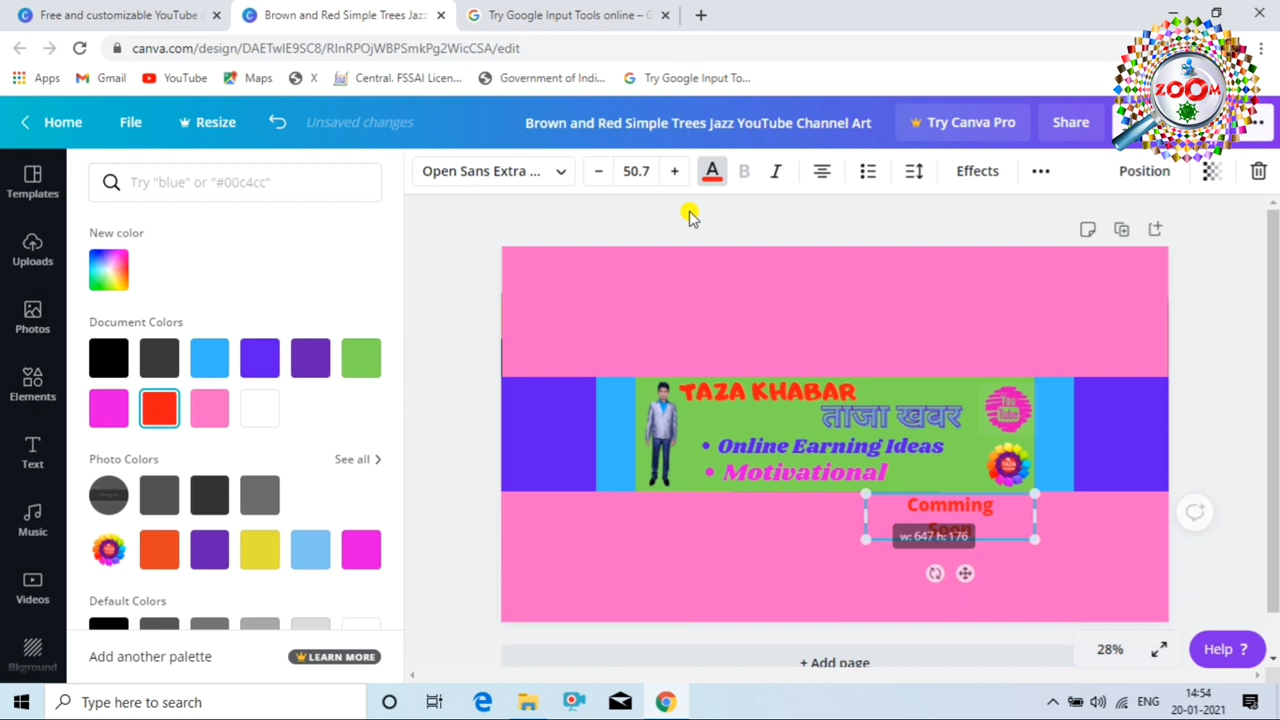 Free and customizable YouTube
Brown and Red Simple Trees Jazz
Try Google Input Tools online – G
canva.com/design/DAETwIE9SC8/RInRPOjWBPSmkPg2WicCSA/edit
Apps
Gmail
YouTube
Maps
X
Central. FSSAI Licen...
Government of Indi...
Try Google Input To...
ZOOM
Home
File
Resize
Unsaved changes
Brown and Red Simple Trees Jazz YouTube Channel Art
Try Canva Pro
Share
Templates
Uploads
Photos
Elements
Text
Music
Videos
Bkground
Try "blue" or "#00c4cc"
Open Sans Extra ...
– 50.7 +
A B I
Effects
Position
New color
Document Colors
Photo Colors
See all
Default Colors
Add another palette
LEARN MORE
TAZA KHABAR
ताजा खबर
• Online Earning Ideas
• Motivational
You
Tube
Comming
Soon
w: 647 h: 176
+ Add page
28%
Help ?
Type here to search
ENG
14:54
20-01-2021